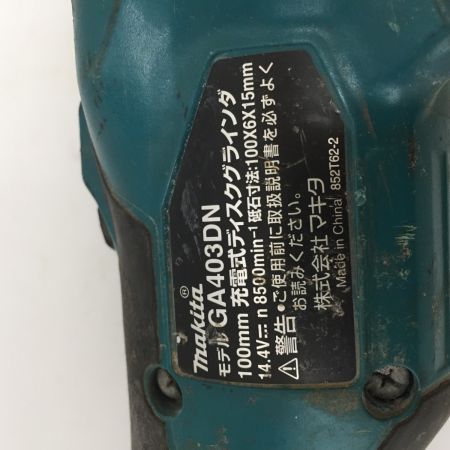 makita®
モデル GA403DN
100mm 充電式ディスクグラインダ
14.4V⎓ n 8500min⁻¹ 砥石寸法:100X6X15mm
⚠警告・ご使用前に取扱説明書を必ずよく
お読みください。
株式会社 マキタ
Made in China 852T62-2